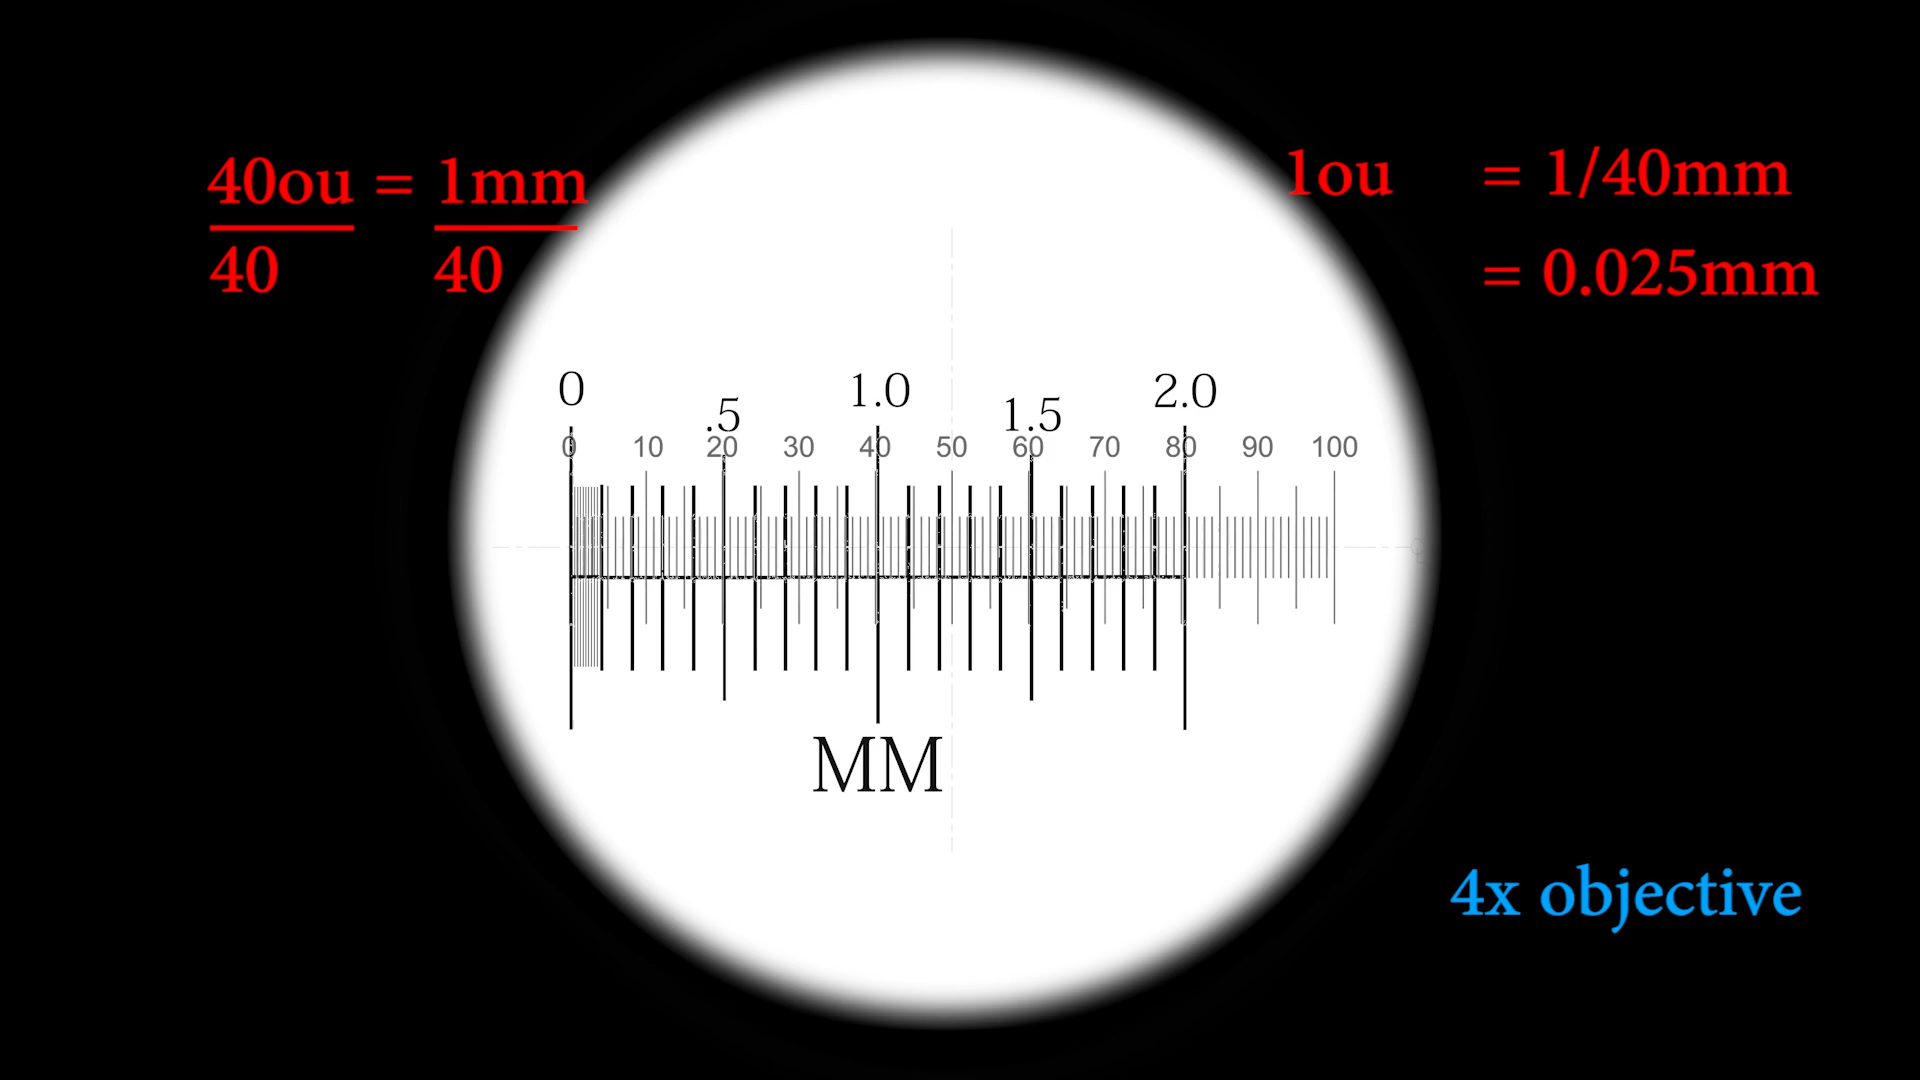 40ou = 1mm
40 40
1ou = 1/40mm
= 0.025mm
0 .5 1.0 1.5 2.0
0 10 20 30 40 50 60 70 80 90 100
MM
4x objective